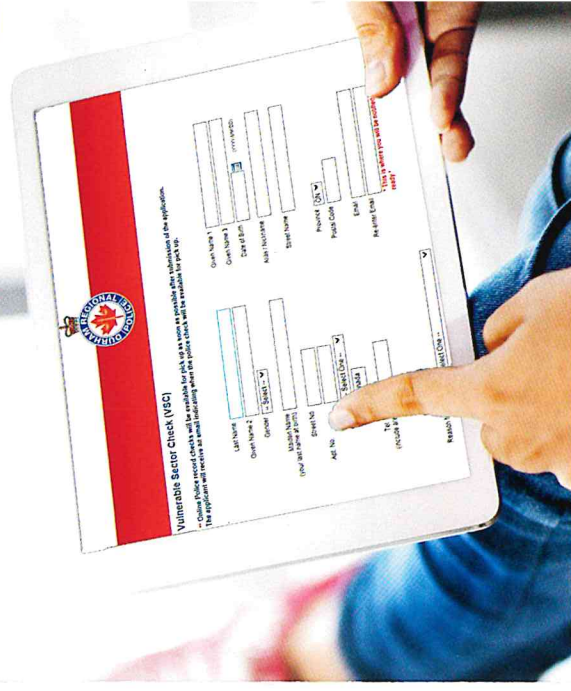 DURHAM REGIONAL POLICE
Vulnerable Sector Check (VSC)
-- Online Police record checks will be available for pick up as soon as possible after submission of the application.
The applicant will receive an email indicating when the police check will be available for pick up.
Last Name
Given Name 1
Given Name 2
Given Name 3
Gender
-- Select --
Date of Birth
Maiden Name
(your last name at birth)
Alias / Nickname
Street No
Street Name
Apt. No.
Select One --
Province
ON
nada
Postal Code
Tel
(include a
Email
Re-enter Email
"This is where you will be notified
ready"
Reason
elect One --